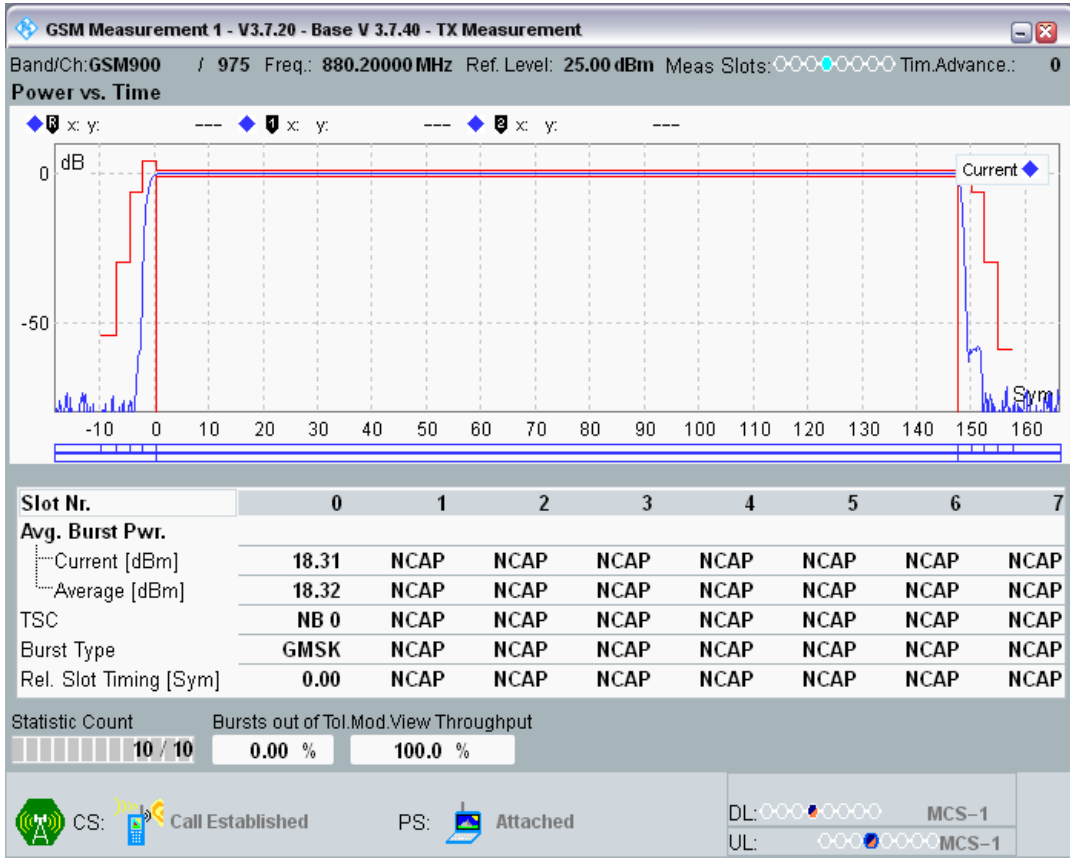 GSM Measurement 1 - V3.7.20 - Base V 3.7.40 - TX Measurement
Band/Ch:GSM900 / 975 Freq.: 880.20000 MHz Ref. Level: 25.00 dBm Meas Slots: Tim.Advance.: 0
Power vs. Time
R x: y: --- 1 x: y: --- 2 x: y: ---
dB
0
Current
-50
Sym
-10 0 10 20 30 40 50 60 70 80 90 100 110 120 130 140 150 160
Slot Nr. 0 1 2 3 4 5 6 7
Avg. Burst Pwr.
Current [dBm] 18.31 NCAP NCAP NCAP NCAP NCAP NCAP NCAP
Average [dBm] 18.32 NCAP NCAP NCAP NCAP NCAP NCAP NCAP
TSC NB 0 NCAP NCAP NCAP NCAP NCAP NCAP NCAP
Burst Type GMSK NCAP NCAP NCAP NCAP NCAP NCAP NCAP
Rel. Slot Timing [Sym] 0.00 NCAP NCAP NCAP NCAP NCAP NCAP NCAP
Statistic Count Bursts out of Tol.Mod.View Throughput
10 / 10 0.00 % 100.0 %
CS: Call Established PS: Attached
DL: MCS-1
UL: MCS-1